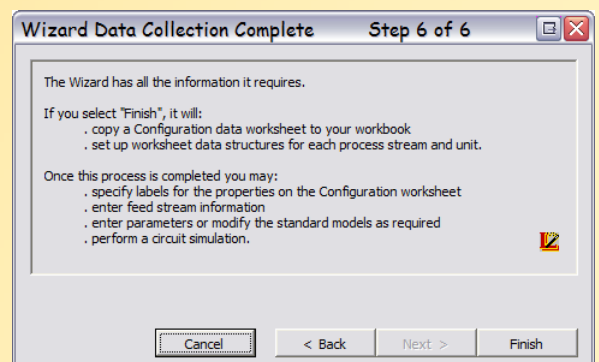 Wizard Data Collection Complete Step 6 of 6
The Wizard has all the information it requires.
If you select "Finish", it will:
. copy a Configuration data worksheet to your workbook
. set up worksheet data structures for each process stream and unit.
Once this process is completed you may:
. specify labels for the properties on the Configuration worksheet
. enter feed stream information
. enter parameters or modify the standard models as required
. perform a circuit simulation.
Cancel < Back Next > Finish